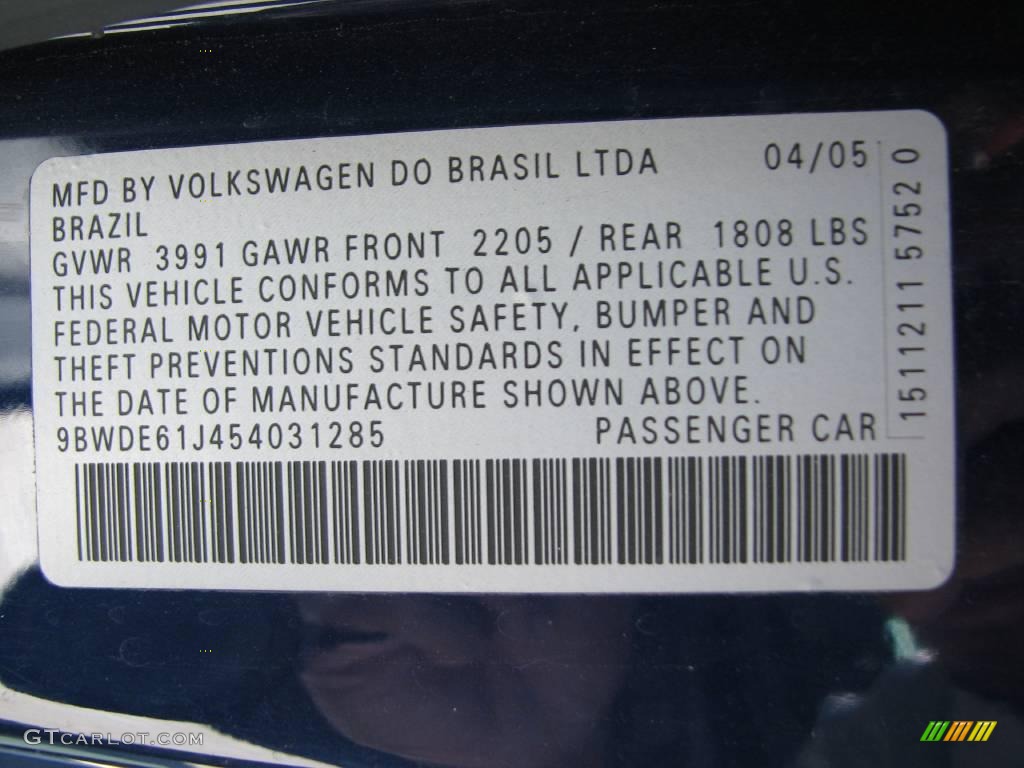 MFD BY VOLKSWAGEN DO BRASIL LTDA 04/05
BRAZIL
GVWR 3991 GAWR FRONT 2205 / REAR 1808 LBS
THIS VEHICLE CONFORMS TO ALL APPLICABLE U.S.
FEDERAL MOTOR VEHICLE SAFETY, BUMPER AND
THEFT PREVENTIONS STANDARDS IN EFFECT ON
THE DATE OF MANUFACTURE SHOWN ABOVE.
9BWDE61J454031285 PASSENGER CAR
1511211 5752 0
GTCARLOT.COM